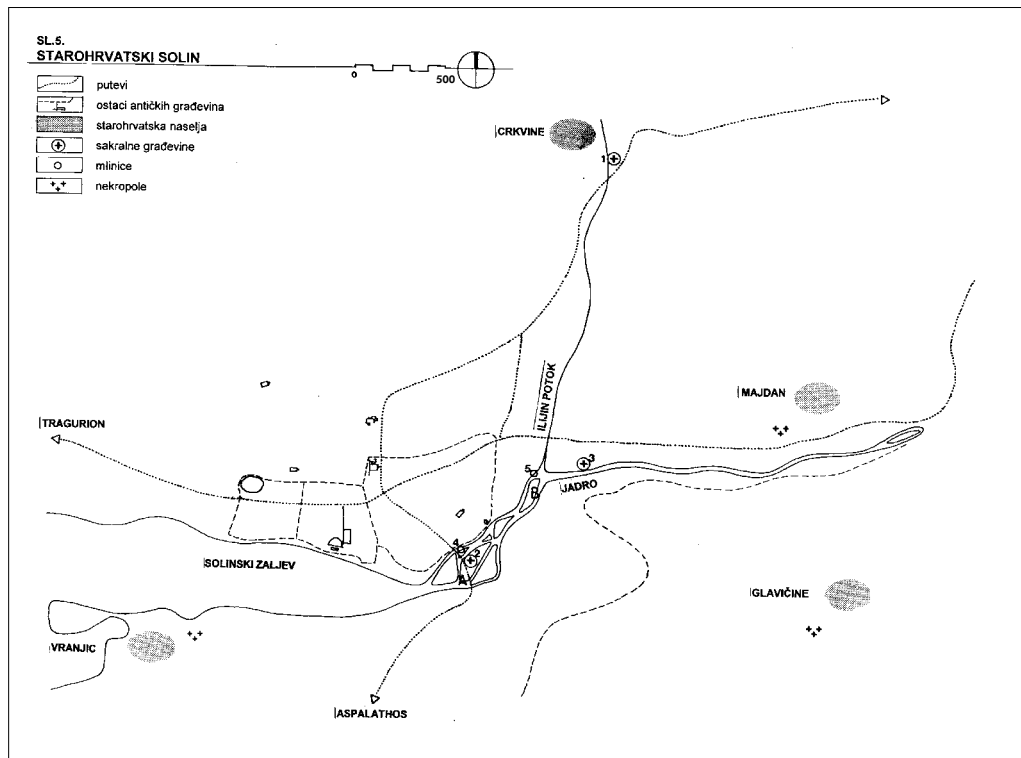 SL.5.
STAROHRVATSKI SOLIN
0
500
putevi
ostaci antičkih građevina
starohrvatska naselja
sakralne građevine
mlinice
nekropole
CRKVINE
1
ILIJIN POTOK
MAJDAN
TRAGURION
3
5
JADRO
4
2
SOLINSKI ZALJEV
GLAVIČINE
VRANJIC
ASPALATHOS